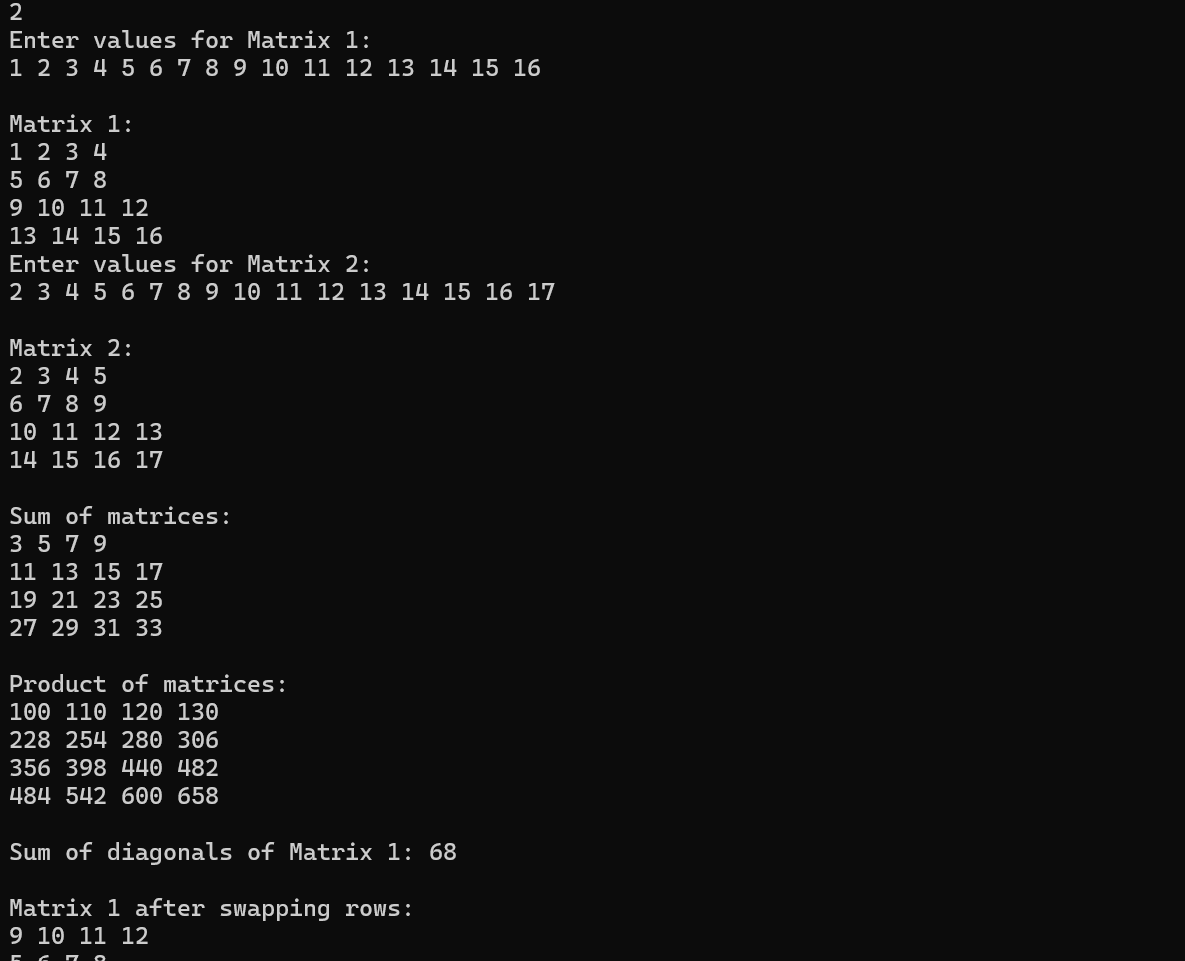 2
Enter values for Matrix 1:
1 2 3 4 5 6 7 8 9 10 11 12 13 14 15 16
Matrix 1:
1 2 3 4
5 6 7 8
9 10 11 12
13 14 15 16
Enter values for Matrix 2:
2 3 4 5 6 7 8 9 10 11 12 13 14 15 16 17
Matrix 2:
2 3 4 5
6 7 8 9
10 11 12 13
14 15 16 17
Sum of matrices:
3 5 7 9
11 13 15 17
19 21 23 25
27 29 31 33
Product of matrices:
100 110 120 130
228 254 280 306
356 398 440 482
484 542 600 658
Sum of diagonals of Matrix 1: 68
Matrix 1 after swapping rows:
9 10 11 12
5 6 7 8